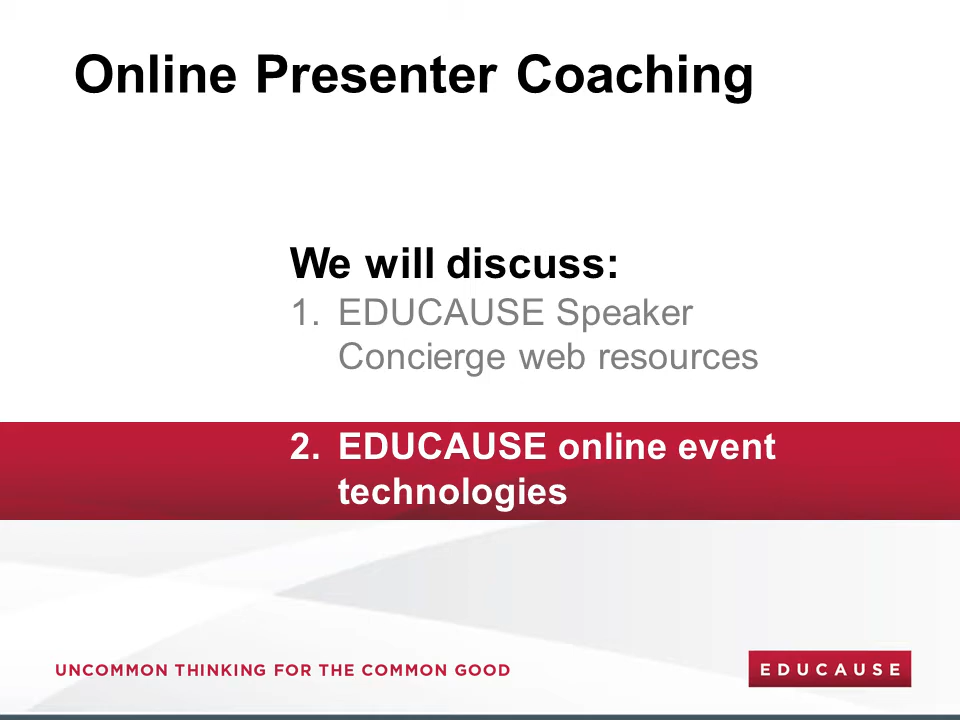 Online Presenter Coaching
We will discuss:
1. EDUCAUSE Speaker
Concierge web resources
2. EDUCAUSE online event
technologies
UNCOMMON THINKING FOR THE COMMON GOOD
EDUCAUSE